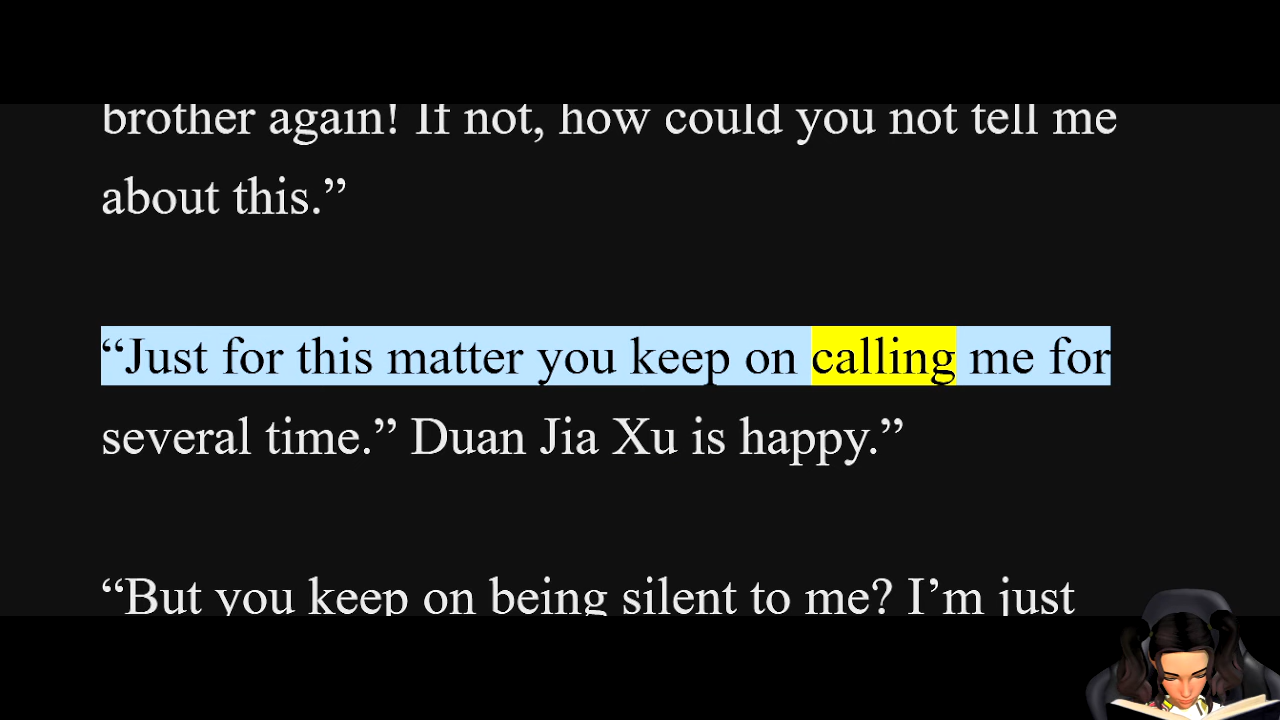 brother again! If not, how could you not tell me
about this.”
“Just for this matter you keep on calling me for
several time.” Duan Jia Xu is happy.”
“But you keep on being silent to me? I’m just